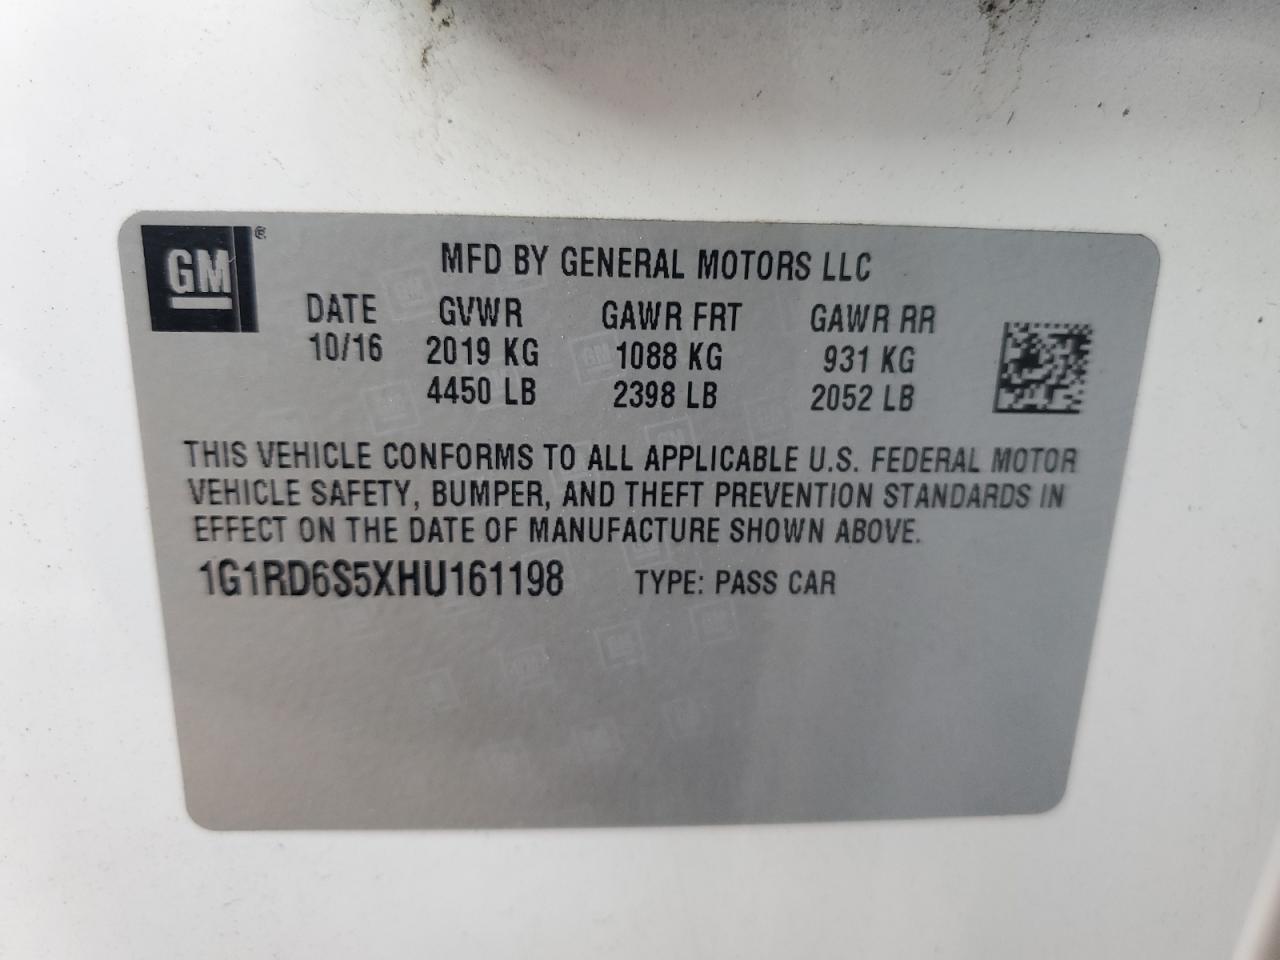 GM®
MFD BY GENERAL MOTORS LLC
DATE GVWR GAWR FRT GAWR RR
10/16 2019 KG 1088 KG 931 KG
4450 LB 2398 LB 2052 LB
THIS VEHICLE CONFORMS TO ALL APPLICABLE U.S. FEDERAL MOTOR
VEHICLE SAFETY, BUMPER, AND THEFT PREVENTION STANDARDS IN
EFFECT ON THE DATE OF MANUFACTURE SHOWN ABOVE.
1G1RD6S5XHU161198 TYPE: PASS CAR